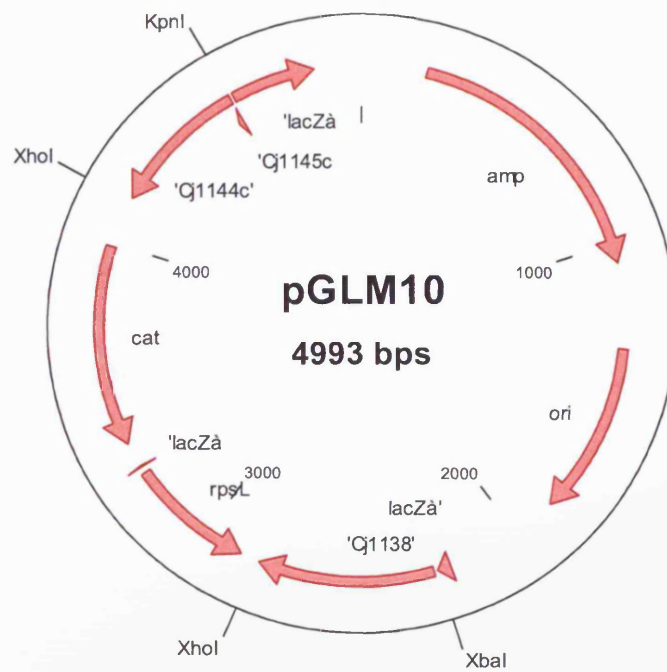 KpnI
'lacZà
'Cj1145c
XhoI
'Cj1144c'
amp
4000
1000
pGLM10
4993 bps
cat
ori
'lacZà
3000
rpsL
2000
lacZà'
'Cj1138'
XhoI
XbaI